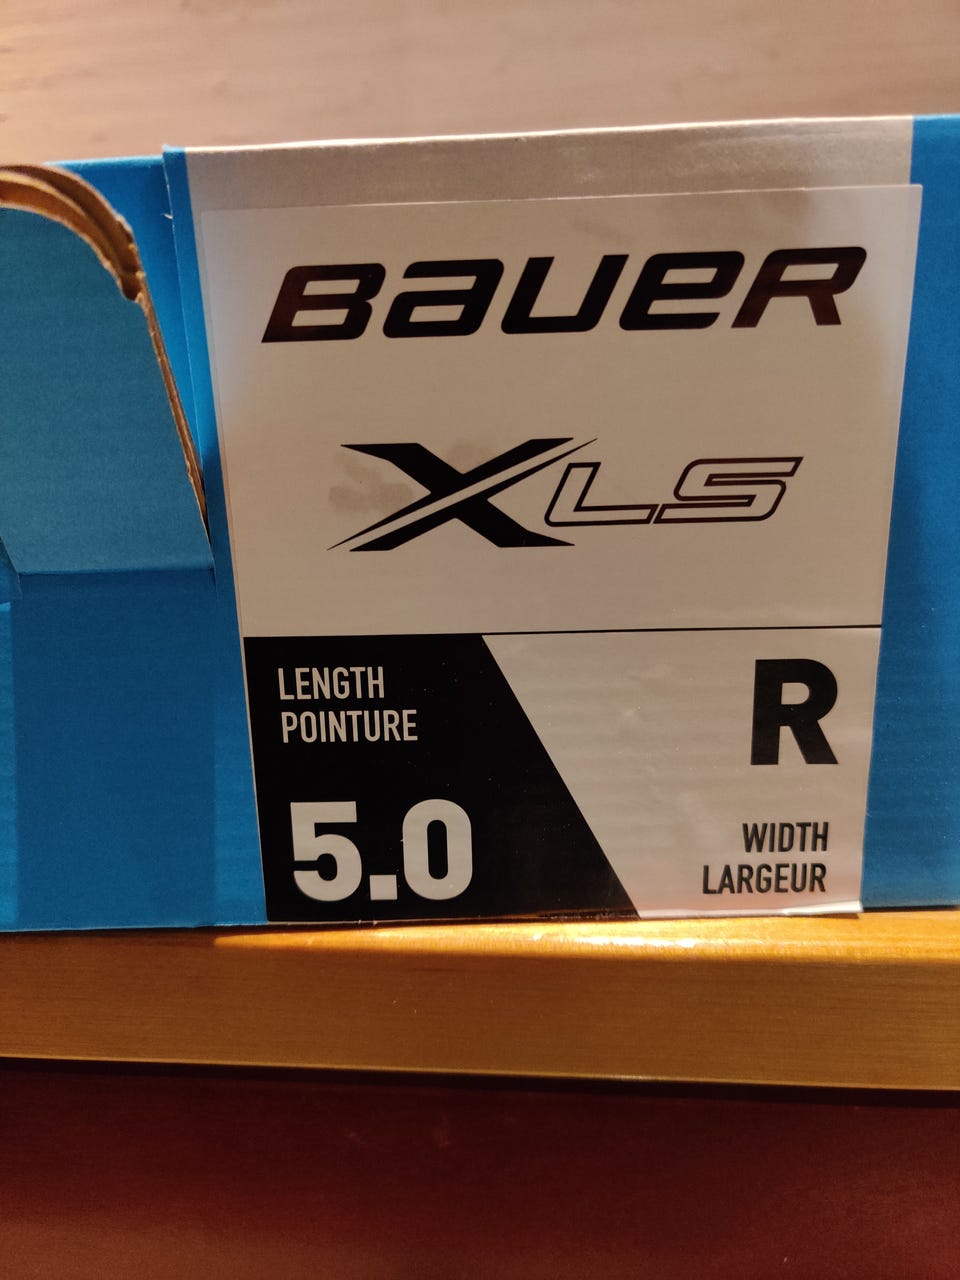 BAUER
XLS
LENGTH
POINTURE
5.0
R
WIDTH
LARGEUR